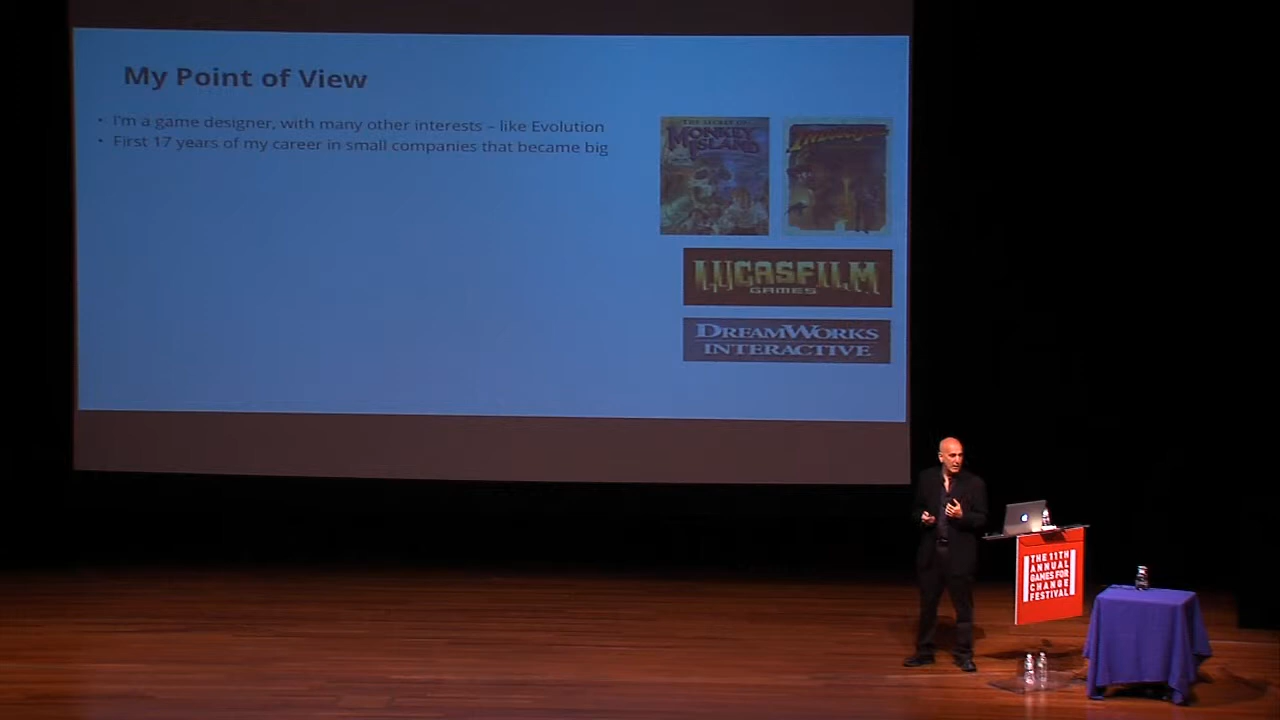 My Point of View
• I'm a game designer, with many other interests – like Evolution
• First 17 years of my career in small companies that became big
THE SECRET OF
MONKEY
ISLAND
LUCASFILM
GAMES
DREAMWORKS
INTERACTIVE
THE 11TH
ANNUAL
GAMES FOR
CHANGE
FESTIVAL